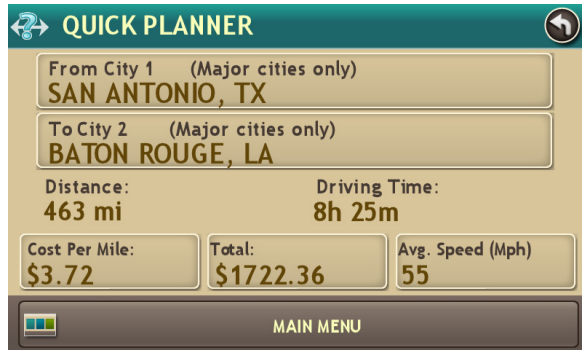 QUICK PLANNER
From City 1 (Major cities only)
SAN ANTONIO, TX
To City 2 (Major cities only)
BATON ROUGE, LA
Distance: Driving Time:
463 mi 8h 25m
Cost Per Mile: Total: Avg. Speed (Mph)
$3.72 $1722.36 55
MAIN MENU